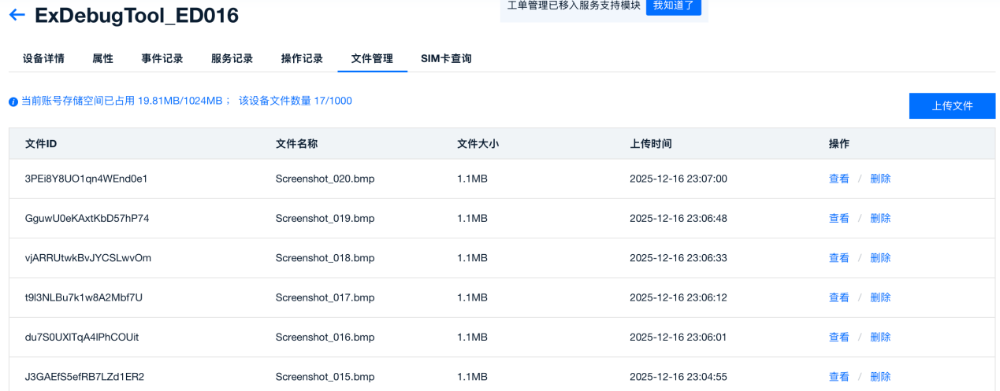 工单管理已移入服务支持模块 我知道了
← ExDebugTool_ED016
设备详情 属性 事件记录 服务记录 操作记录 文件管理 SIM卡查询
当前账号存储空间已占用 19.81MB/1024MB； 该设备文件数量 17/1000
上传文件
文件ID 文件名称 文件大小 上传时间 操作
3PEi8Y8UO1qn4WEnd0e1 Screenshot_020.bmp 1.1MB 2025-12-16 23:07:00 查看 / 删除
GguwU0eKAxtKbD57hP74 Screenshot_019.bmp 1.1MB 2025-12-16 23:06:48 查看 / 删除
vjARRUtwkBvJYCSLwvOm Screenshot_018.bmp 1.1MB 2025-12-16 23:06:33 查看 / 删除
t9l3NLBu7k1w8A2Mbf7U Screenshot_017.bmp 1.1MB 2025-12-16 23:06:12 查看 / 删除
du7S0UXlTqA4lPhCOUit Screenshot_016.bmp 1.1MB 2025-12-16 23:06:01 查看 / 删除
J3GAEfS5efRB7LZd1ER2 Screenshot_015.bmp 1.1MB 2025-12-16 23:04:55 查看 / 删除